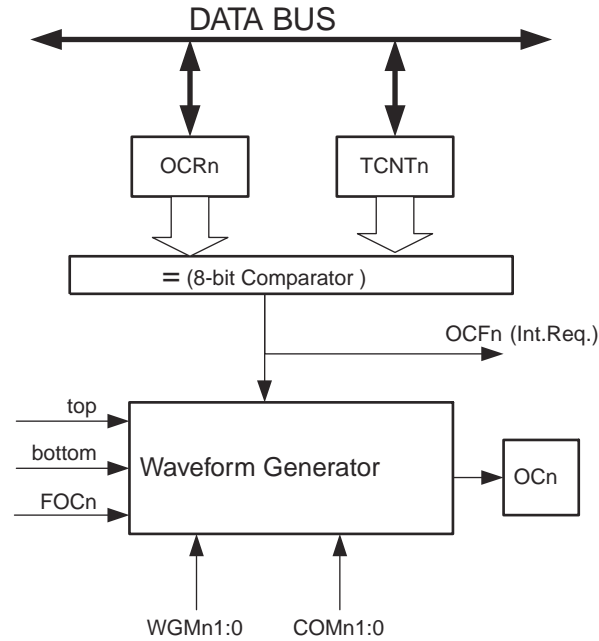 DATA BUS
OCRn
TCNTn
= (8-bit Comparator )
OCFn (Int.Req.)
top
bottom
FOCn
Waveform Generator
OCn
WGMn1:0
COMn1:0